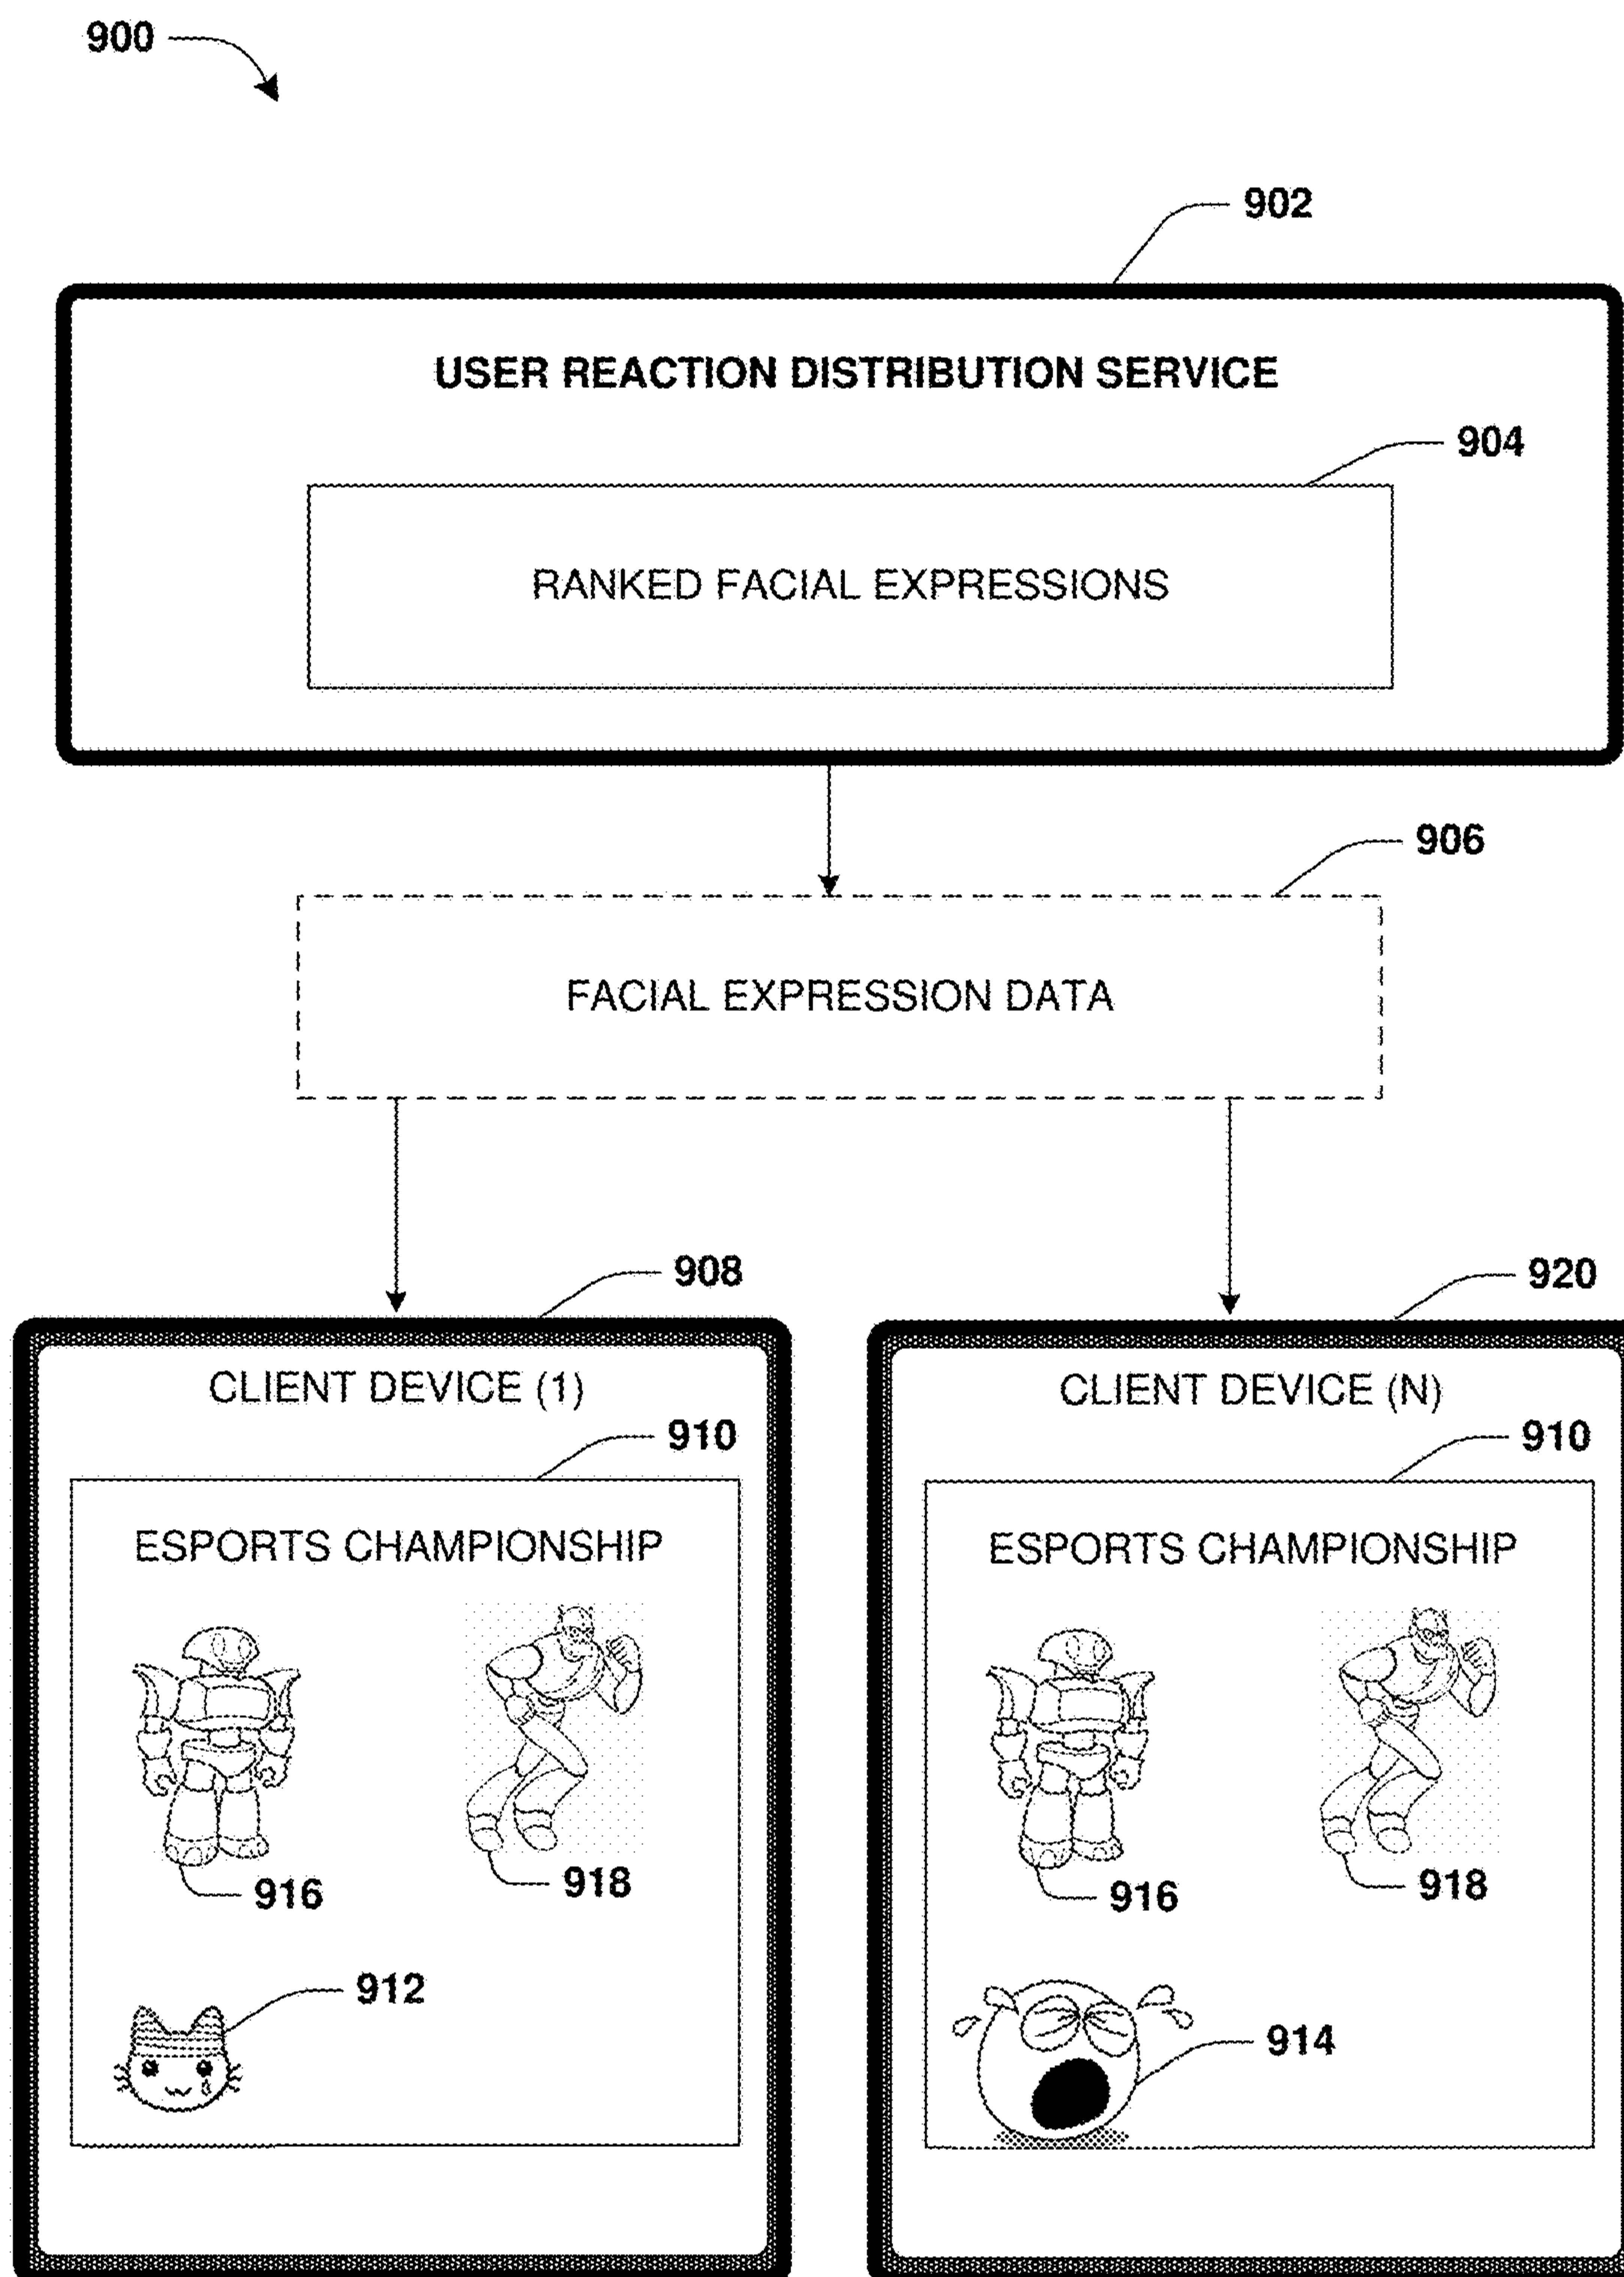 900
902
USER REACTION DISTRIBUTION SERVICE
904
RANKED FACIAL EXPRESSIONS
906
FACIAL EXPRESSION DATA
908
920
CLIENT DEVICE (1)
CLIENT DEVICE (N)
910
910
ESPORTS CHAMPIONSHIP
ESPORTS CHAMPIONSHIP
916
918
916
918
912
914